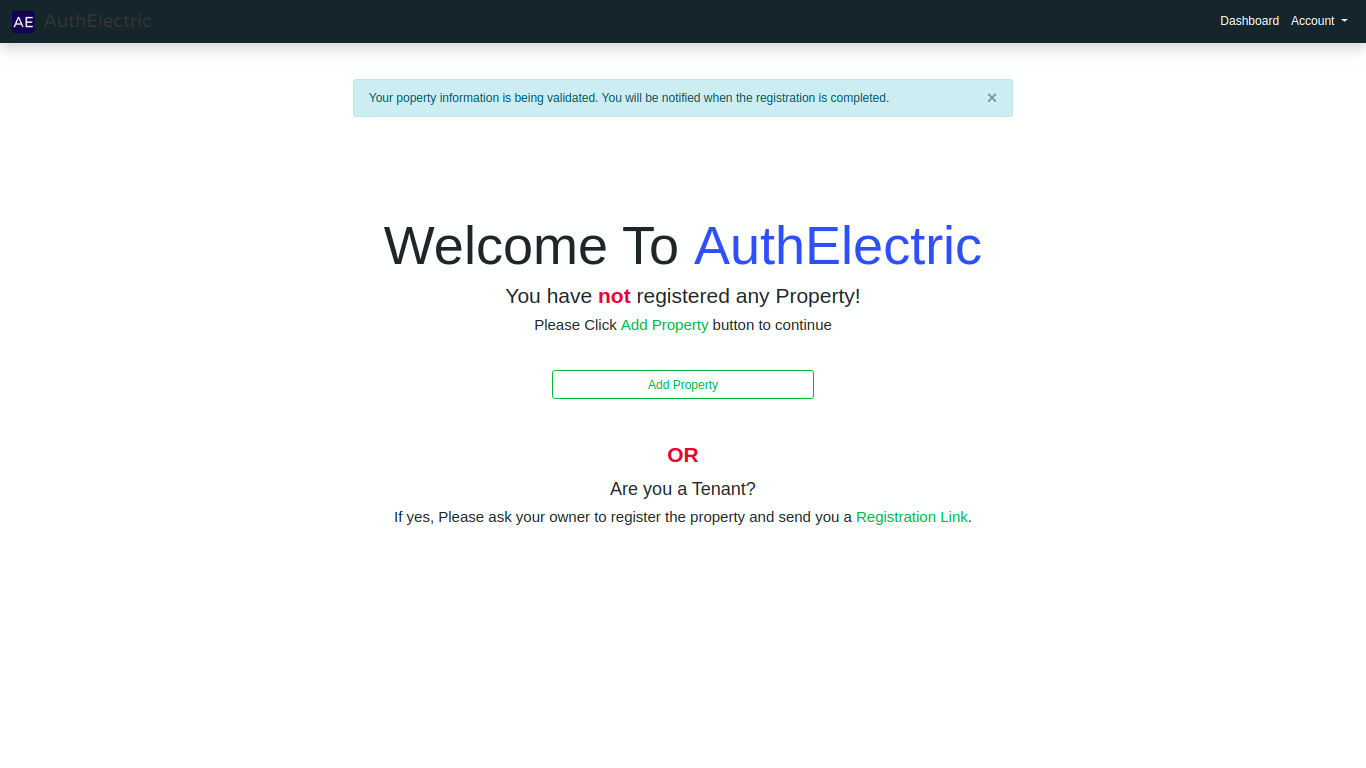 AE AuthElectric
Dashboard Account
Your poperty information is being validated. You will be notified when the registration is completed. ×
Welcome To AuthElectric
You have not registered any Property!
Please Click Add Property button to continue
Add Property
OR
Are you a Tenant?
If yes, Please ask your owner to register the property and send you a Registration Link.